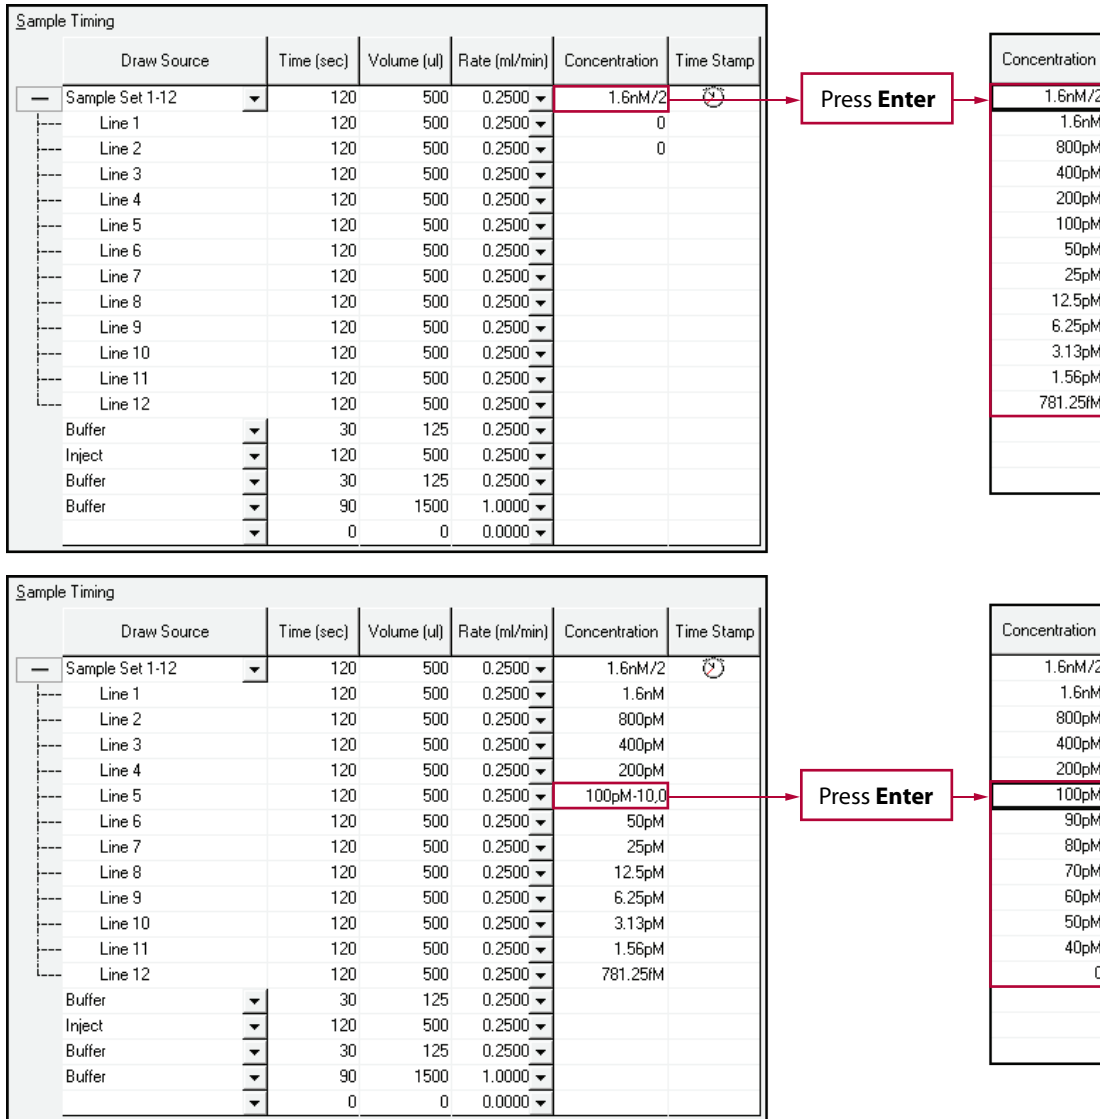 Sample Timing
Draw Source Time (sec) Volume (ul) Rate (ml/min) Concentration Time Stamp
Sample Set 1-12 120 500 0.2500 1.6nM/2
Line 1 120 500 0.2500 0
Line 2 120 500 0.2500 0
Line 3 120 500 0.2500
Line 4 120 500 0.2500
Line 5 120 500 0.2500
Line 6 120 500 0.2500
Line 7 120 500 0.2500
Line 8 120 500 0.2500
Line 9 120 500 0.2500
Line 10 120 500 0.2500
Line 11 120 500 0.2500
Line 12 120 500 0.2500
Buffer 30 125 0.2500
Inject 120 500 0.2500
Buffer 30 125 0.2500
Buffer 90 1500 1.0000
0 0 0.0000
Press Enter
Concentration
1.6nM/2
1.6nM
800pM
400pM
200pM
100pM
50pM
25pM
12.5pM
6.25pM
3.13pM
1.56pM
781.25fM
Sample Timing
Draw Source Time (sec) Volume (ul) Rate (ml/min) Concentration Time Stamp
Sample Set 1-12 120 500 0.2500 1.6nM/2
Line 1 120 500 0.2500 1.6nM
Line 2 120 500 0.2500 800pM
Line 3 120 500 0.2500 400pM
Line 4 120 500 0.2500 200pM
Line 5 120 500 0.2500 100pM-10,0
Line 6 120 500 0.2500 50pM
Line 7 120 500 0.2500 25pM
Line 8 120 500 0.2500 12.5pM
Line 9 120 500 0.2500 6.25pM
Line 10 120 500 0.2500 3.13pM
Line 11 120 500 0.2500 1.56pM
Line 12 120 500 0.2500 781.25fM
Buffer 30 125 0.2500
Inject 120 500 0.2500
Buffer 30 125 0.2500
Buffer 90 1500 1.0000
0 0 0.0000
Press Enter
Concentration
1.6nM/2
1.6nM
800pM
400pM
200pM
100pM
90pM
80pM
70pM
60pM
50pM
40pM
0